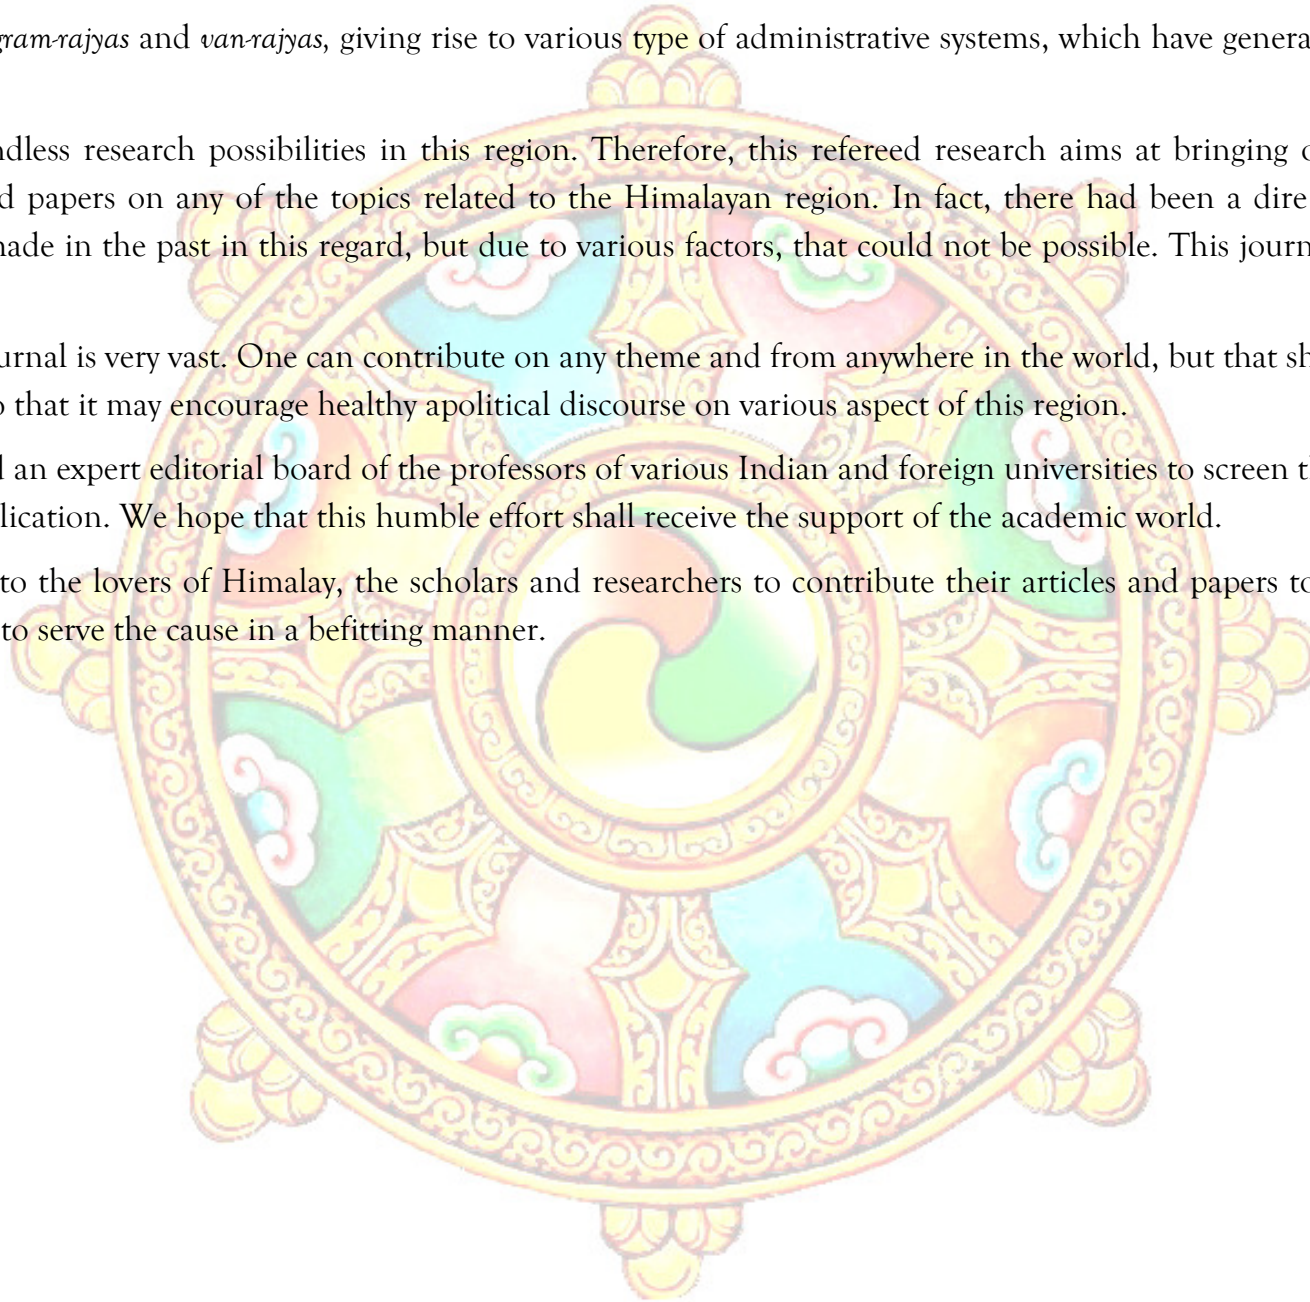 gram-rajyas and van-rajyas, giving rise to various type of administrative systems, which have genera
ndless research possibilities in this region. Therefore, this refereed research aims at bringing o
d papers on any of the topics related to the Himalayan region. In fact, there had been a dire
made in the past in this regard, but due to various factors, that could not be possible. This journ
urnal is very vast. One can contribute on any theme and from anywhere in the world, but that sh
o that it may encourage healthy apolitical discourse on various aspect of this region.
d an expert editorial board of the professors of various Indian and foreign universities to screen th
lication. We hope that this humble effort shall receive the support of the academic world.
to the lovers of Himalay, the scholars and researchers to contribute their articles and papers to
to serve the cause in a befitting manner.